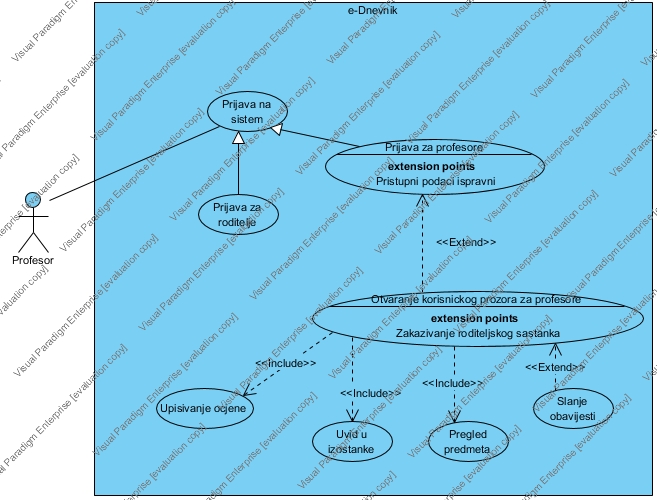 e-Dnevnik
Prijava na
sistem
Prijava za profesore
extension points
Pristupni podaci ispravni
Prijava za
roditelje
Profesor
<<Extend>>
Otvaranje korisnickog prozora za profesore
extension points
Zakazivanje roditeljskog sastanka
<<Include>>
<<Include>>
<<Include>>
<<Extend>>
Upisivanje ocjene
Uvid u
izostanke
Pregled
predmeta
Slanje
obavijesti
Visual Paradigm Enterprise [evaluation copy]